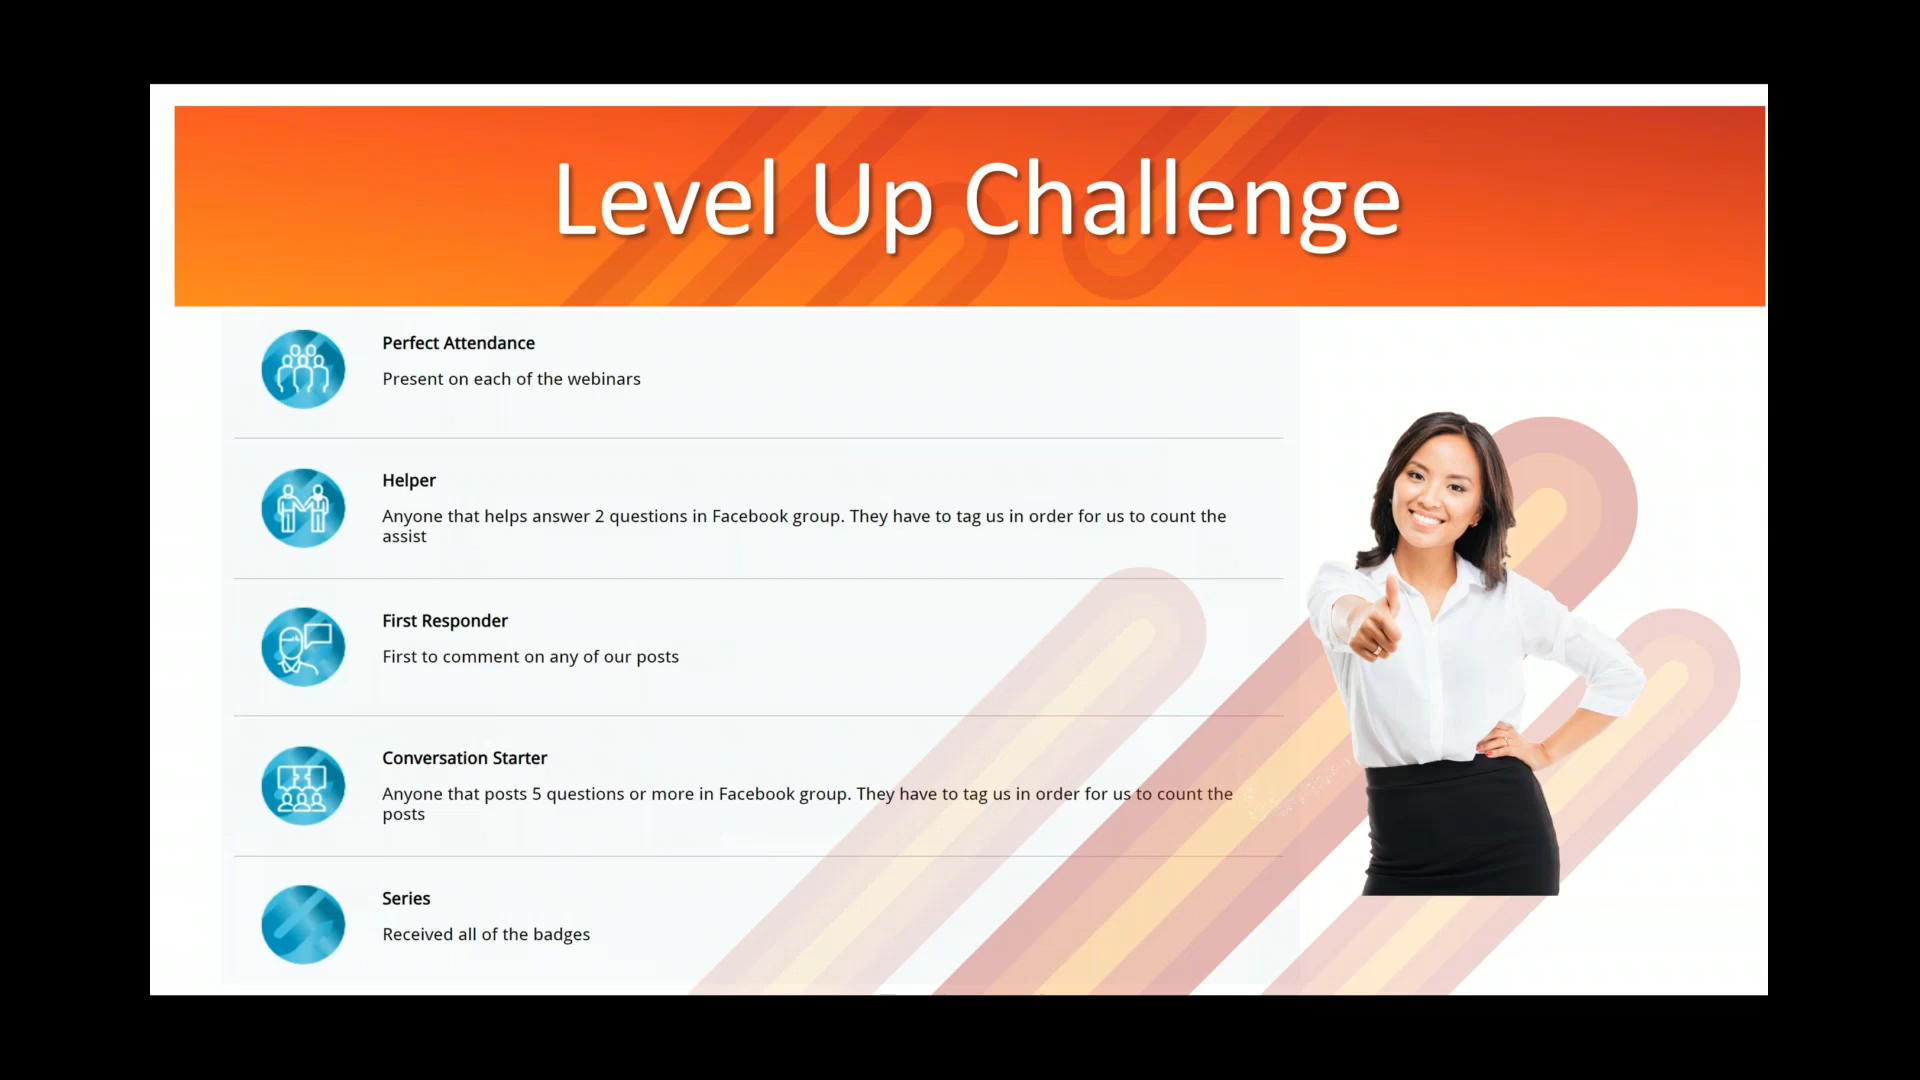 Level Up Challenge
Perfect Attendance
Present on each of the webinars
Helper
Anyone that helps answer 2 questions in Facebook group. They have to tag us in order for us to count the
assist
First Responder
First to comment on any of our posts
Conversation Starter
Anyone that posts 5 questions or more in Facebook group. They have to tag us in order for us to count the
posts
Series
Received all of the badges